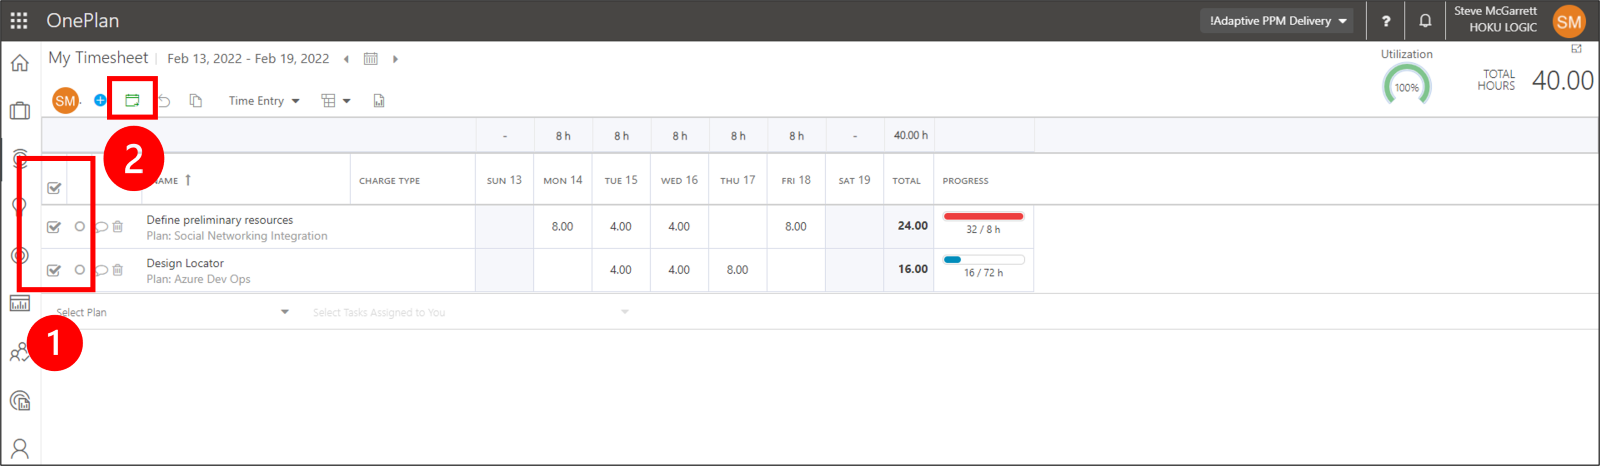 OnePlan
!Adaptive PPM Delivery
?
Steve McGarrett
HOKU LOGIC
SM
My Timesheet
Feb 13, 2022 - Feb 19, 2022
Utilization
100%
TOTAL HOURS
40.00
SM
Time Entry
2
- 8 h 8 h 8 h 8 h 8 h - 40.00 h
NAME ↑ CHARGE TYPE SUN 13 MON 14 TUE 15 WED 16 THU 17 FRI 18 SAT 19 TOTAL PROGRESS
Define preliminary resources 8.00 4.00 4.00 8.00 24.00
Plan: Social Networking Integration 32 / 8 h
Design Locator 4.00 4.00 8.00 16.00
Plan: Azure Dev Ops 16 / 72 h
Select Plan Select Tasks Assigned to You
1